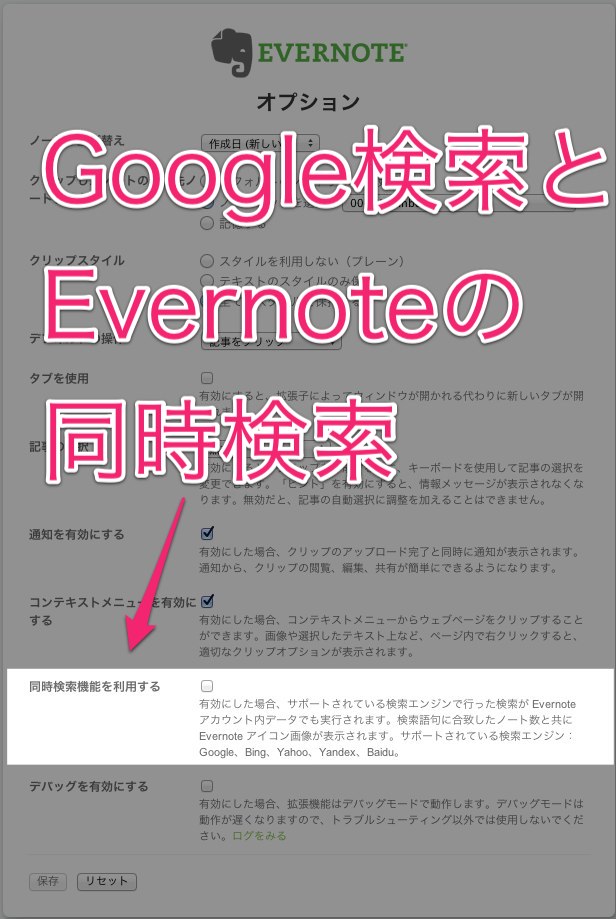 EVERNOTE
オプション
作成日 (新しい
Google検索と
クリップスタイル
スタイルを利用しない（プレーン）
テキストのスタイルのみ保
Evernoteの
記事をクリック
タブを使用
有効にすると、拡張子によってウィンドウが開かれる代わりに新しいタブが開
同時検索
キーボードを使用して記事の選択を
変更できます。「ヒント」を有効にすると、情報メッセージが表示されなくな
ります。無効だと、記事の自動選択に調整を加えることはできません。
通知を有効にする
有効にした場合、クリップのアップロード完了と同時に通知が表示されます。
通知から、クリップの閲覧、編集、共有が簡単にできるようになります。
コンテキストメニューを有効に
する
有効にした場合、コンテキストメニューからウェブページをクリップすること
ができます。画像や選択したテキスト上など、ページ内で右クリックすると、
適切なクリップオプションが表示されます。
同時検索機能を利用する
有効にした場合、サポートされている検索エンジンで行った検索が Evernote
アカウント内データでも実行されます。検索語句に合致したノート数と共に
Evernote アイコン画像が表示されます。サポートされている検索エンジン：
Google、Bing、Yahoo、Yandex、Baidu。
デバッグを有効にする
有効にした場合、拡張機能はデバッグモードで動作します。デバッグモードは
動作が遅くなりますので、トラブルシューティング以外では使用しないでくだ
さい。ログをみる
保存
リセット